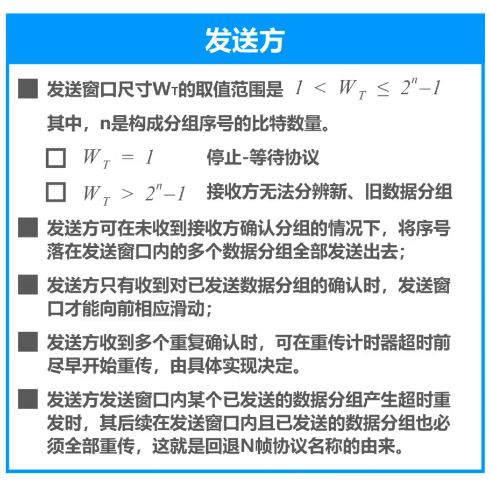 发送方
发送窗口尺寸WT的取值范围是 1 < W_T ≤ 2^n–1
其中，n是构成分组序号的比特数量。
W_T = 1 停止-等待协议
W_T > 2^n–1 接收方无法分辨新、旧数据分组
发送方可在未收到接收方确认分组的情况下，将序号
落在发送窗口内的多个数据分组全部发送出去；
发送方只有收到对已发送数据分组的确认时，发送窗
口才能向前相应滑动；
发送方收到多个重复确认时，可在重传计时器超时前
尽早开始重传，由具体实现决定。
发送方发送窗口内某个已发送的数据分组产生超时重
发时，其后续在发送窗口内且已发送的数据分组也必
须全部重传，这就是回退N帧协议名称的由来。